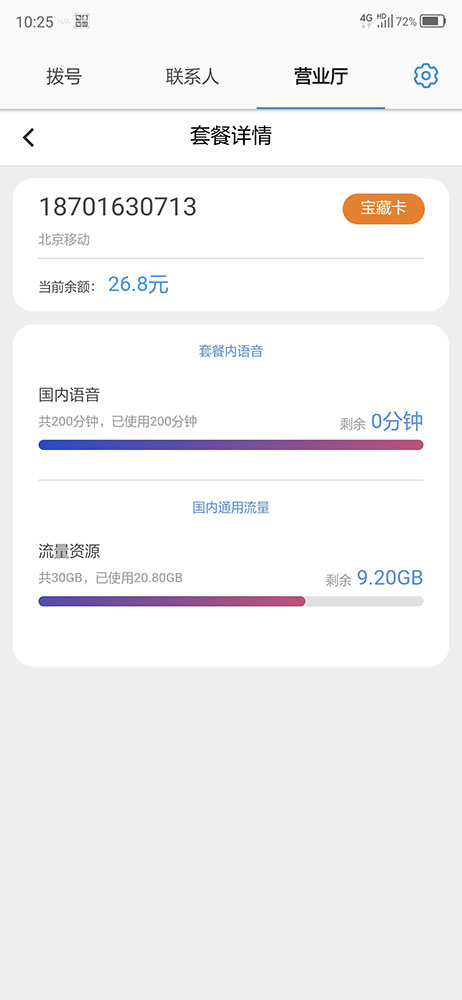 10:25
4G HD 72%
拨号 联系人 营业厅
套餐详情
18701630713 宝藏卡
北京移动
当前余额： 26.8元
套餐内语音
国内语音
共200分钟，已使用200分钟 剩余 0分钟
国内通用流量
流量资源
共30GB，已使用20.80GB 剩余 9.20GB